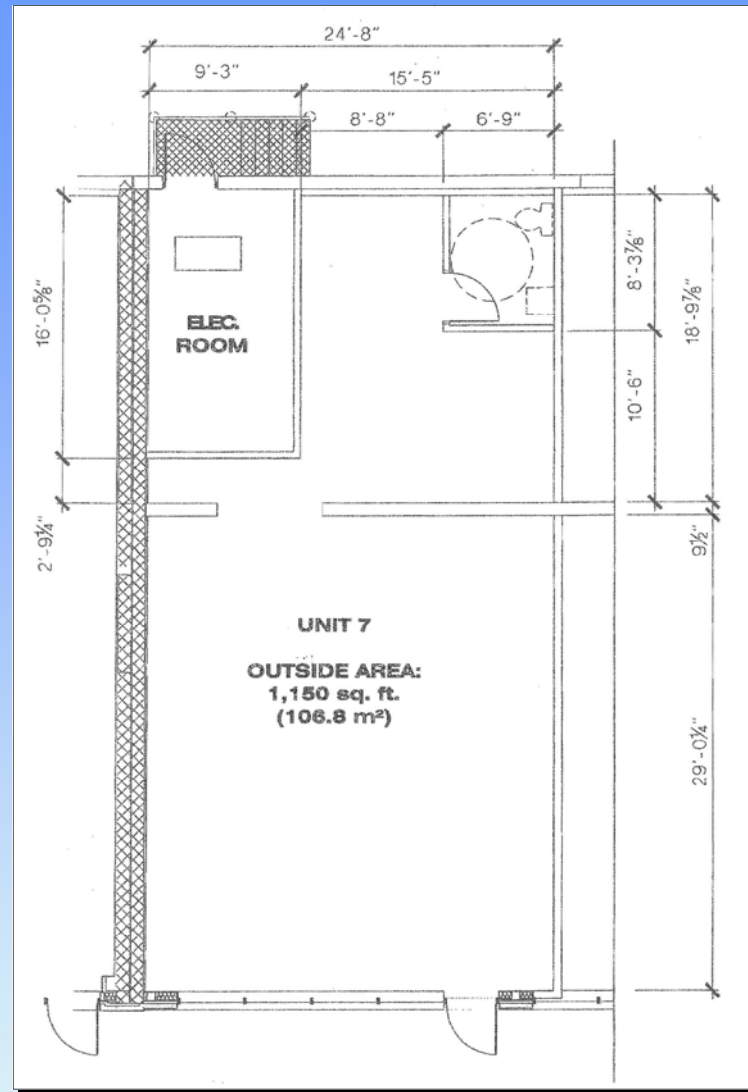 24'-8"
9'-3"
15'-5"
8'-8"
6'-9"
16'-0⅝"
8'-3⅞"
18'-9⅞"
ELEC.
ROOM
10'-6"
2'-9¼"
9½"
UNIT 7
OUTSIDE AREA:
1,150 sq. ft.
(106.8 m²)
29'-0¼"